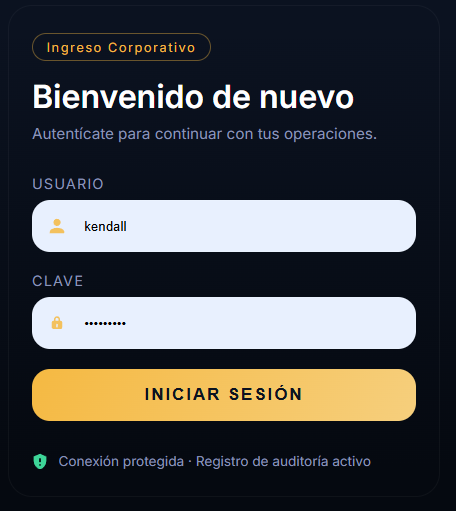 Ingreso Corporativo
Bienvenido de nuevo
Autentícate para continuar con tus operaciones.
USUARIO
kendall
CLAVE
•••••••••
INICIAR SESIÓN
Conexión protegida · Registro de auditoría activo